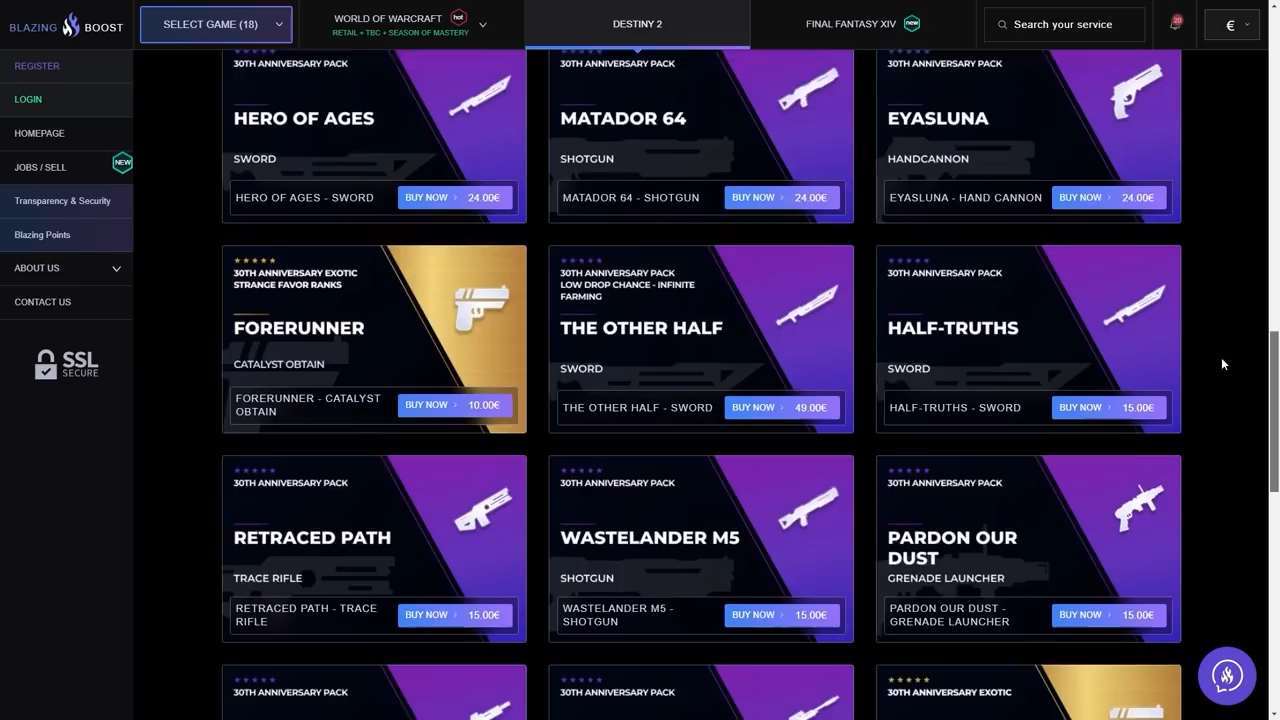 BLAZING BOOST
SELECT GAME (18)
WORLD OF WARCRAFT
hot
RETAIL + TBC + SEASON OF MASTERY
DESTINY 2
FINAL FANTASY XIV
new
Search your service
20
€
REGISTER
LOGIN
HOMEPAGE
JOBS / SELL
NEW
Transparency & Security
Blazing Points
ABOUT US
CONTACT US
SSL
SECURE
30TH ANNIVERSARY PACK
HERO OF AGES
SWORD
HERO OF AGES - SWORD
BUY NOW
24.00€
30TH ANNIVERSARY PACK
MATADOR 64
SHOTGUN
MATADOR 64 - SHOTGUN
BUY NOW
24.00€
30TH ANNIVERSARY PACK
EYASLUNA
HANDCANNON
EYASLUNA - HAND CANNON
BUY NOW
24.00€
30TH ANNIVERSARY EXOTIC
STRANGE FAVOR RANKS
FORERUNNER
CATALYST OBTAIN
FORERUNNER - CATALYST
OBTAIN
BUY NOW
10.00€
30TH ANNIVERSARY PACK
LOW DROP CHANCE - INFINITE
FARMING
THE OTHER HALF
SWORD
THE OTHER HALF - SWORD
BUY NOW
49.00€
30TH ANNIVERSARY PACK
HALF-TRUTHS
SWORD
HALF-TRUTHS - SWORD
BUY NOW
15.00€
30TH ANNIVERSARY PACK
RETRACED PATH
TRACE RIFLE
RETRACED PATH - TRACE
RIFLE
BUY NOW
15.00€
30TH ANNIVERSARY PACK
WASTELANDER M5
SHOTGUN
WASTELANDER M5 -
SHOTGUN
BUY NOW
15.00€
30TH ANNIVERSARY PACK
PARDON OUR
DUST
GRENADE LAUNCHER
PARDON OUR DUST -
GRENADE LAUNCHER
BUY NOW
15.00€
30TH ANNIVERSARY PACK
30TH ANNIVERSARY PACK
30TH ANNIVERSARY EXOTIC